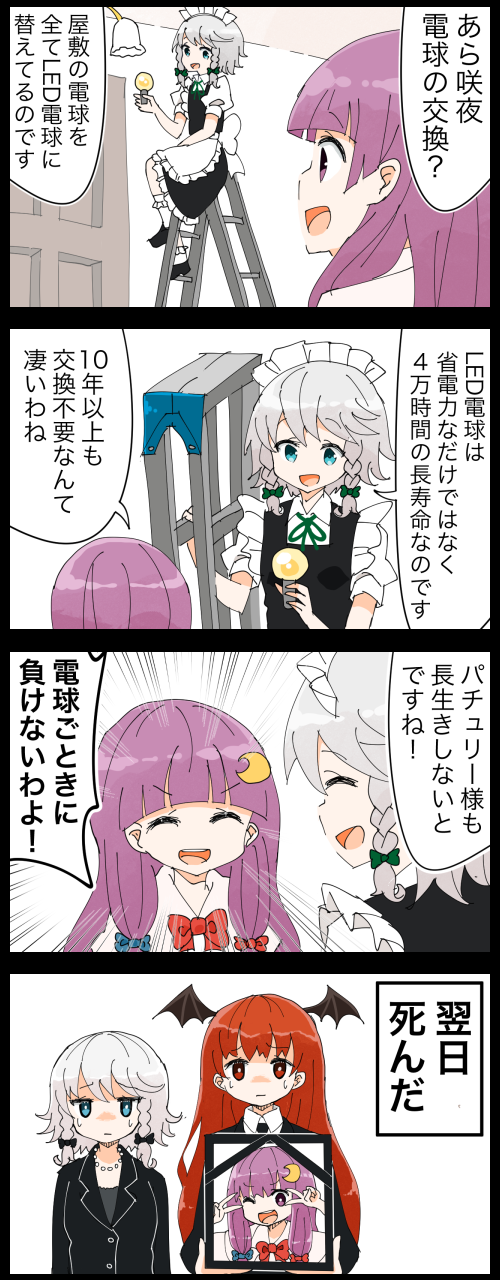 あら咲夜
電球の交換？
屋敷の電球を
全てLED電球に
替えてるのです
LED電球は
省電力なだけではなく
4万時間の長寿命なのです
10年以上も
交換不要なんて
凄いわね
パチュリー様も
長生きしないと
ですね！
電球ごときに
負けないわよ！
翌日
死んだ